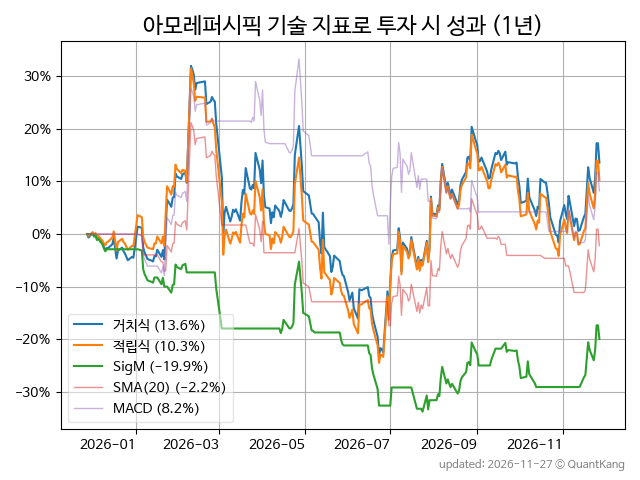 아모레퍼시픽 기술 지표로 투자 시 성과 (1년)
30%
20%
10%
0%
−10%
−20%
−30%
거치식 (13.6%)
적립식 (10.3%)
SigM (−19.9%)
SMA(20) (−2.2%)
MACD (8.2%)
2026-01 2026-03 2026-05 2026-07 2026-09 2026-11
updated: 2026-11-27 © QuantKang